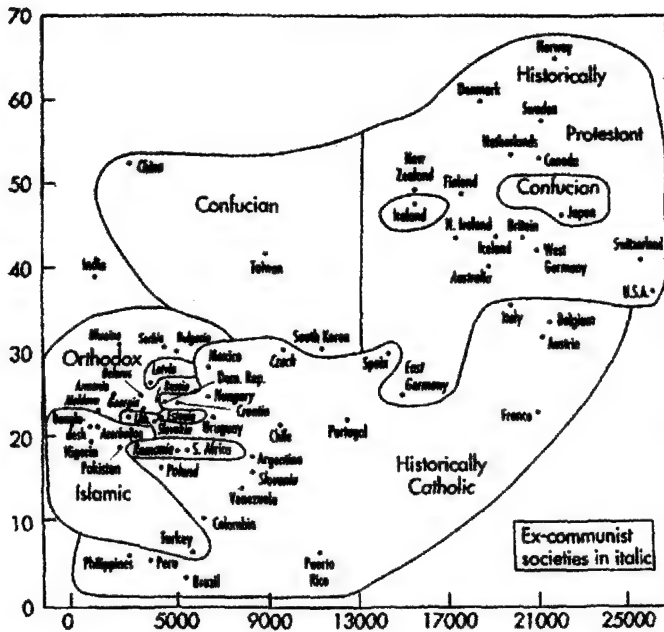 70
60
50
40
30
20
10
0
Norway
Historically
Denmark
Sweden
Protestant
Netherlands
Canada
China
New
Zealand
Finland
Confucian
Confucian
Iceland
Japan
N. Ireland
Britain
Iceland
West
Germany
Switzerland
Taiwan
India
Australia
U.S.A.
Italy
Belgium
Austria
Serbia
Bulgaria
Orthodox
Mexico
Czech
South Korea
Spain
East
Germany
Belarus
Latvia
Russia
Dom. Rep.
Armenia
Hungary
Moldova
Georgia
Croatia
Estonia
Uruguay
Slovakia
Azerbaijan
Chile
Portugal
France
Nigeria
Romania
S. Africa
Pakistan
Poland
Argentina
Slovenia
Historically
Catholic
Islamic
Venezuela
Colombia
Turkey
Philippines
Peru
Brazil
Puerto
Rico
Ex-communist
societies in italic
0
5000
9000
13000
17000
21000
25000